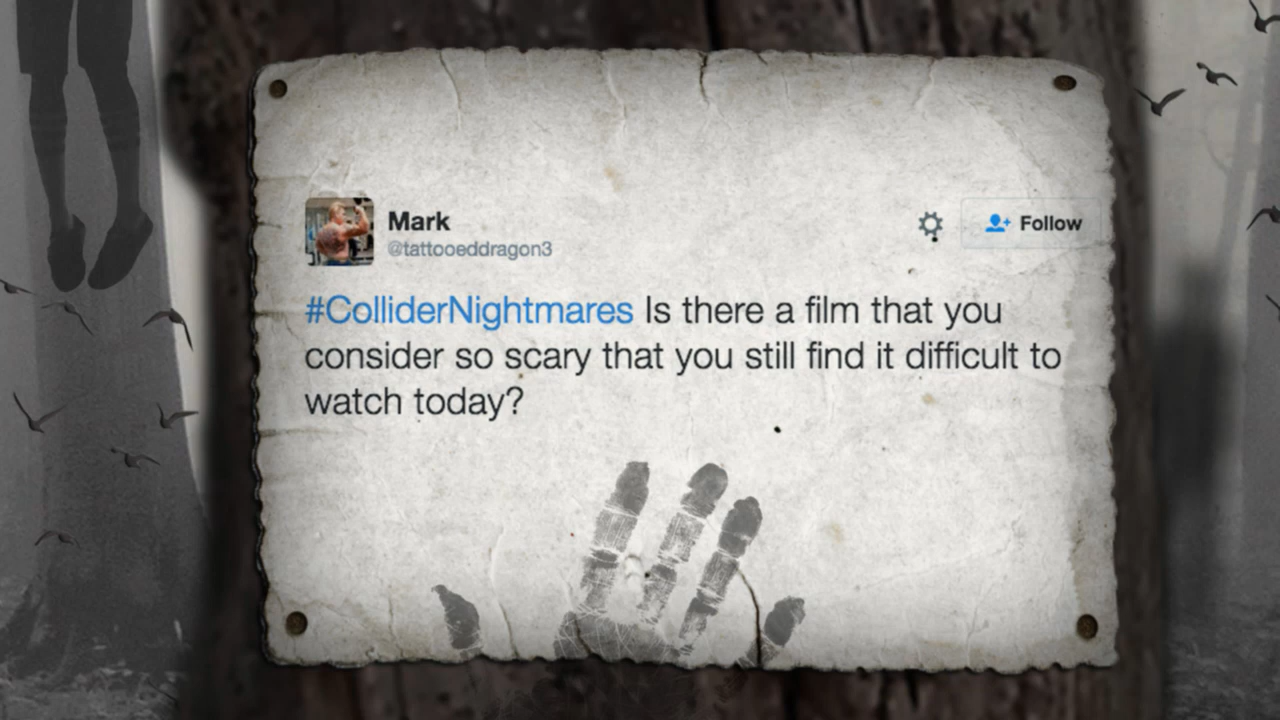 Mark
@tattooeddragon3
Follow
#ColliderNightmares Is there a film that you
consider so scary that you still find it difficult to
watch today?